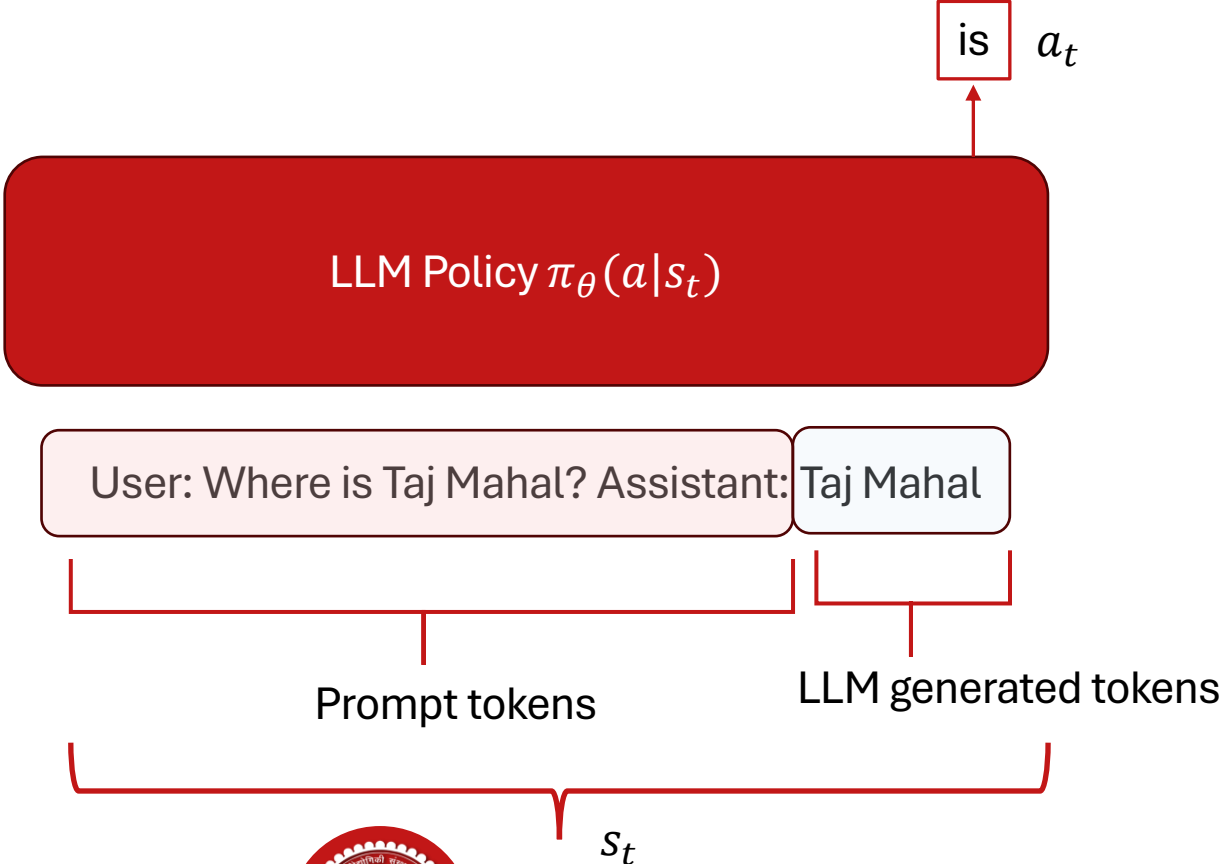 is a_t
LLM Policy π_θ(a|s_t)
User: Where is Taj Mahal? Assistant: Taj Mahal
Prompt tokens
LLM generated tokens
s_t